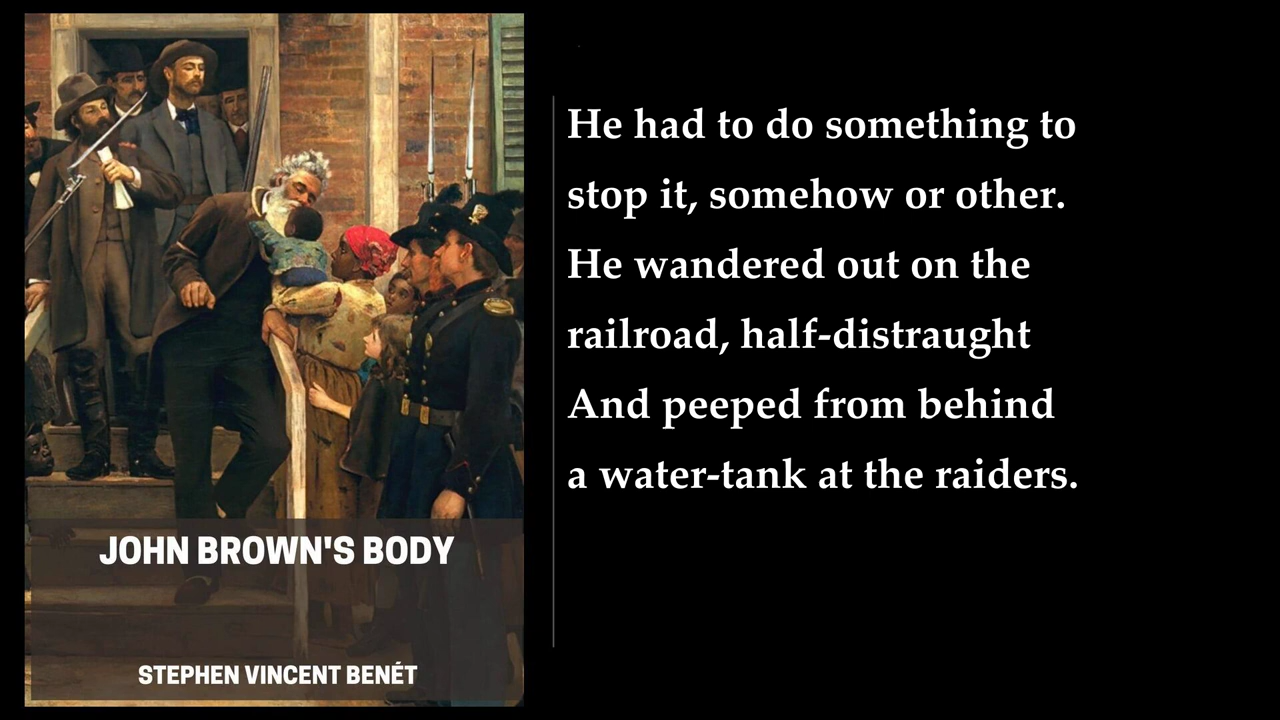 JOHN BROWN'S BODY
STEPHEN VINCENT BENÉT
He had to do something to
stop it, somehow or other.
He wandered out on the
railroad, half-distraught
And peeped from behind
a water-tank at the raiders.